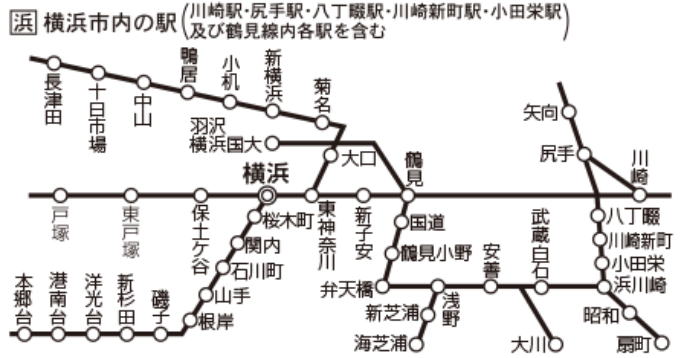 浜 横浜市内の駅(川崎駅・尻手駅・八丁畷駅・川崎新町駅・小田栄駅
及び鶴見線内各駅を含む)
長津田
十日市場
中山
鴨居
小机
新横浜
菊名
羽沢
横浜国大
大口
鶴見
矢向
尻手
川崎
横浜
戸塚
東戸塚
保土ケ谷
桜木町
東神奈川
新子安
国道
武蔵白石
八丁畷
関内
鶴見小野
安善
川崎新町
石川町
小田栄
本郷台
港南台
洋光台
新杉田
磯子
山手
弁天橋
浅野
浜川崎
根岸
新芝浦
昭和
海芝浦
大川
扇町